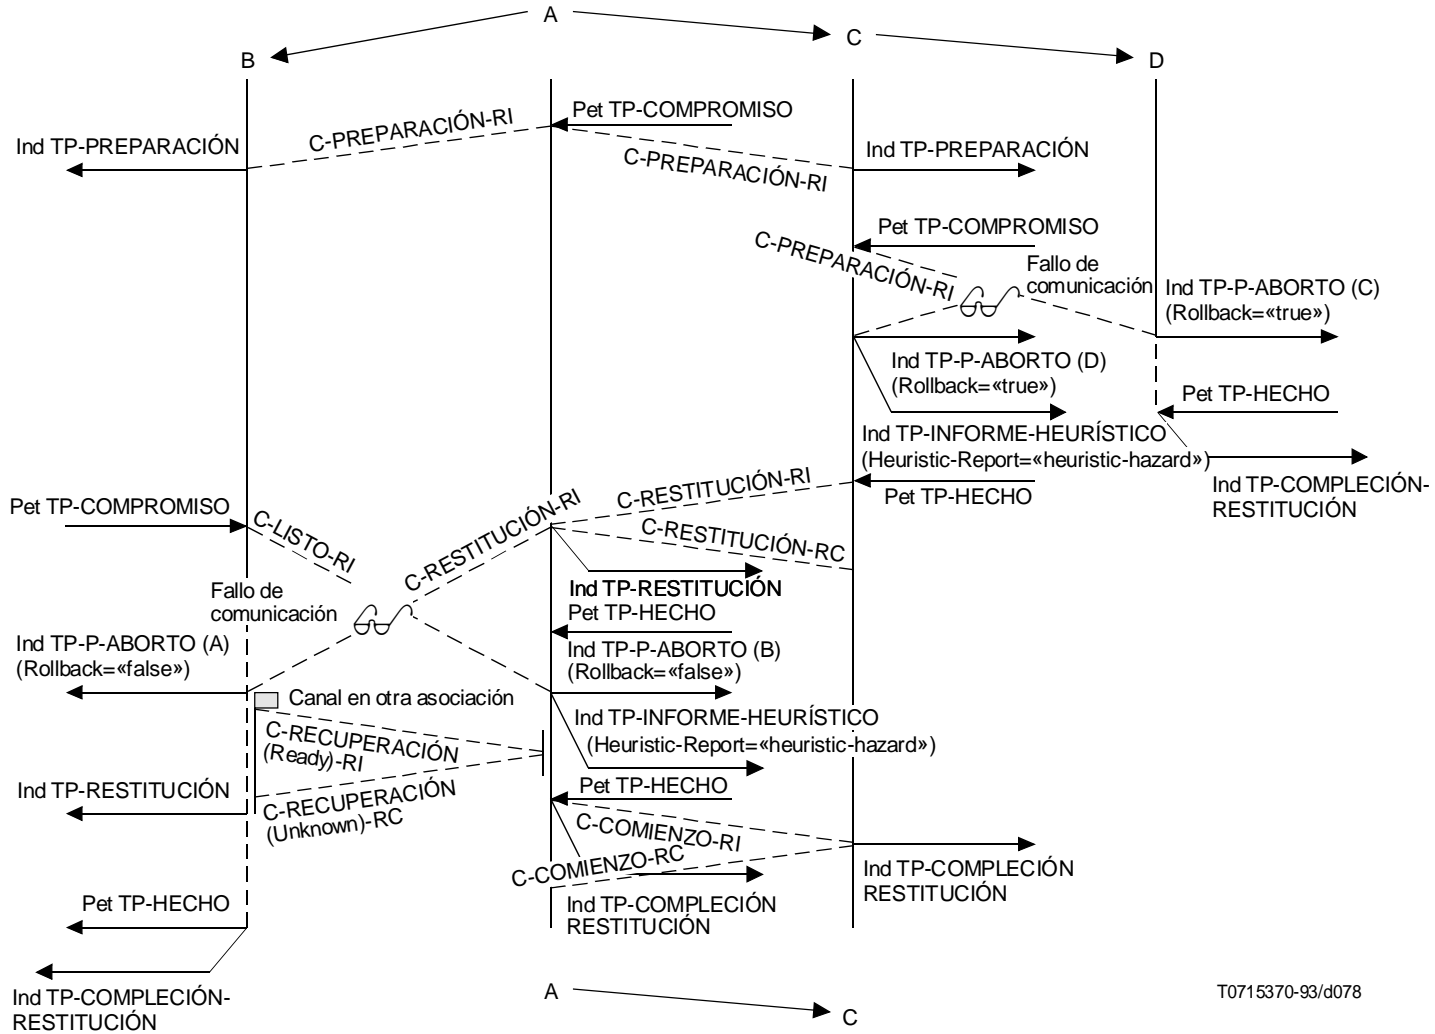 A
B
C
D
Pet TP-COMPROMISO
C-PREPARACIÓN-RI
Ind TP-PREPARACIÓN
C-PREPARACIÓN-RI
Ind TP-PREPARACIÓN
Pet TP-COMPROMISO
C-PREPARACIÓN-RI
Fallo de
comunicación
Ind TP-P-ABORTO (C)
(Rollback=«true»)
Ind TP-P-ABORTO (D)
(Rollback=«true»)
Pet TP-HECHO
Ind TP-INFORME-HEURÍSTICO
(Heuristic-Report=«heuristic-hazard»)
Pet TP-HECHO
Ind TP-COMPLECIÓN-
RESTITUCIÓN
Pet TP-COMPROMISO
C-LISTO-RI
C-RESTITUCIÓN-RI
C-RESTITUCIÓN-RI
C-RESTITUCIÓN-RC
Ind TP-RESTITUCIÓN
Fallo de
comunicación
Pet TP-HECHO
Ind TP-P-ABORTO (A)
(Rollback=«false»)
Ind TP-P-ABORTO (B)
(Rollback=«false»)
Canal en otra asociación
Ind TP-INFORME-HEURÍSTICO
(Heuristic-Report=«heuristic-hazard»)
C-RECUPERACIÓN
(Ready)-RI
Ind TP-RESTITUCIÓN
C-RECUPERACIÓN
(Unknown)-RC
Pet TP-HECHO
C-COMIENZO-RI
C-COMIENZO-RC
Ind TP-COMPLECIÓN
RESTITUCIÓN
Ind TP-COMPLECIÓN
RESTITUCIÓN
Pet TP-HECHO
Ind TP-COMPLECIÓN-
RESTITUCIÓN
A
C
T0715370-93/d078